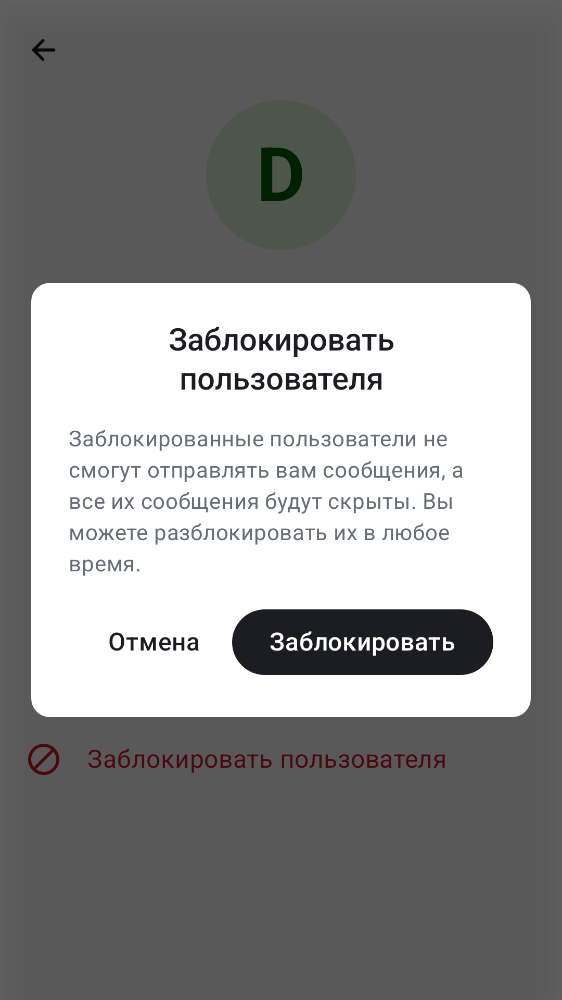 D
Заблокировать
пользователя
Заблокированные пользователи не
смогут отправлять вам сообщения, а
все их сообщения будут скрыты. Вы
можете разблокировать их в любое
время.
Отмена
Заблокировать
Заблокировать пользователя